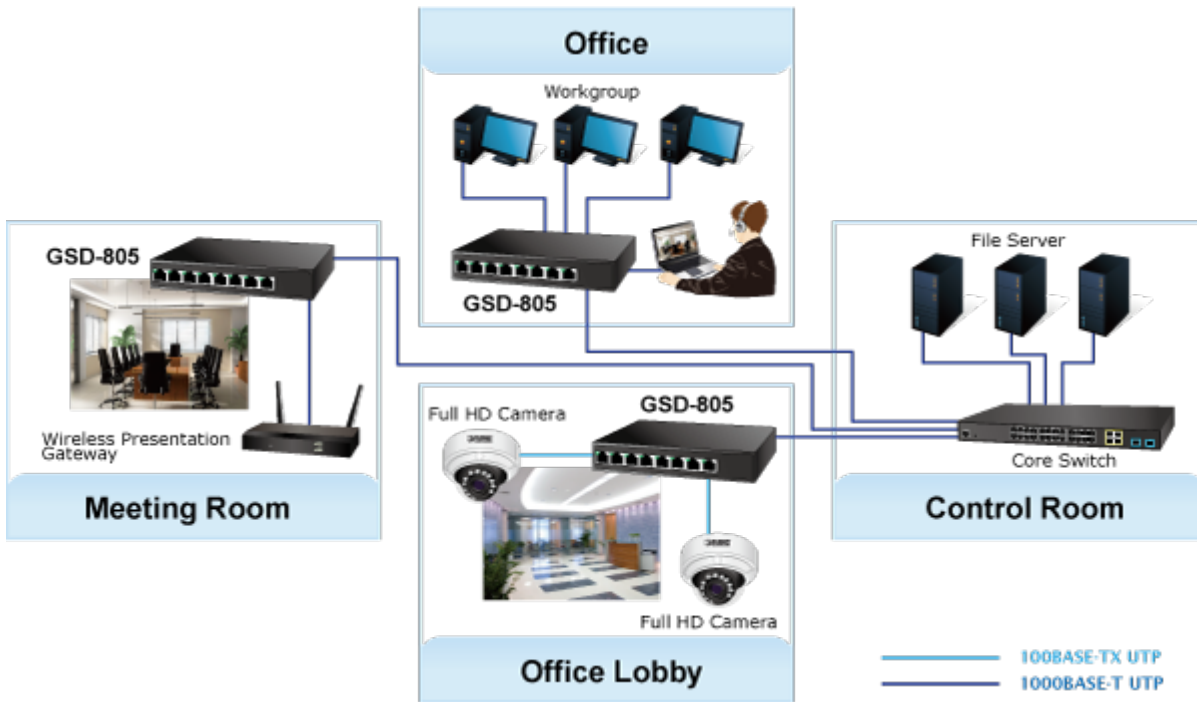 Office
Workgroup
GSD-805
GSD-805
Wireless Presentation
Gateway
Meeting Room
Full HD Camera
GSD-805
Full HD Camera
Office Lobby
File Server
Core Switch
Control Room
100BASE-TX UTP
1000BASE-T UTP